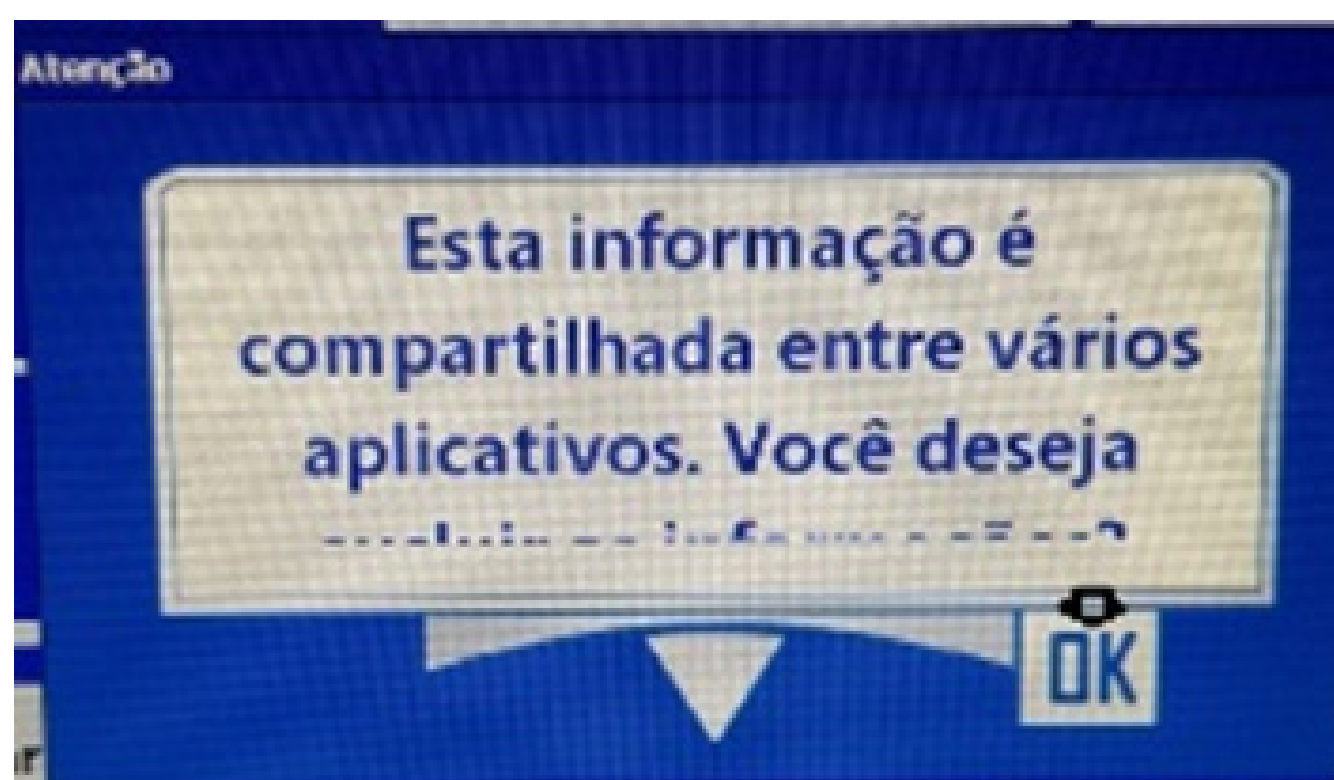 Atenção
Esta informação é
compartilhada entre vários
aplicativos. Você deseja
OK